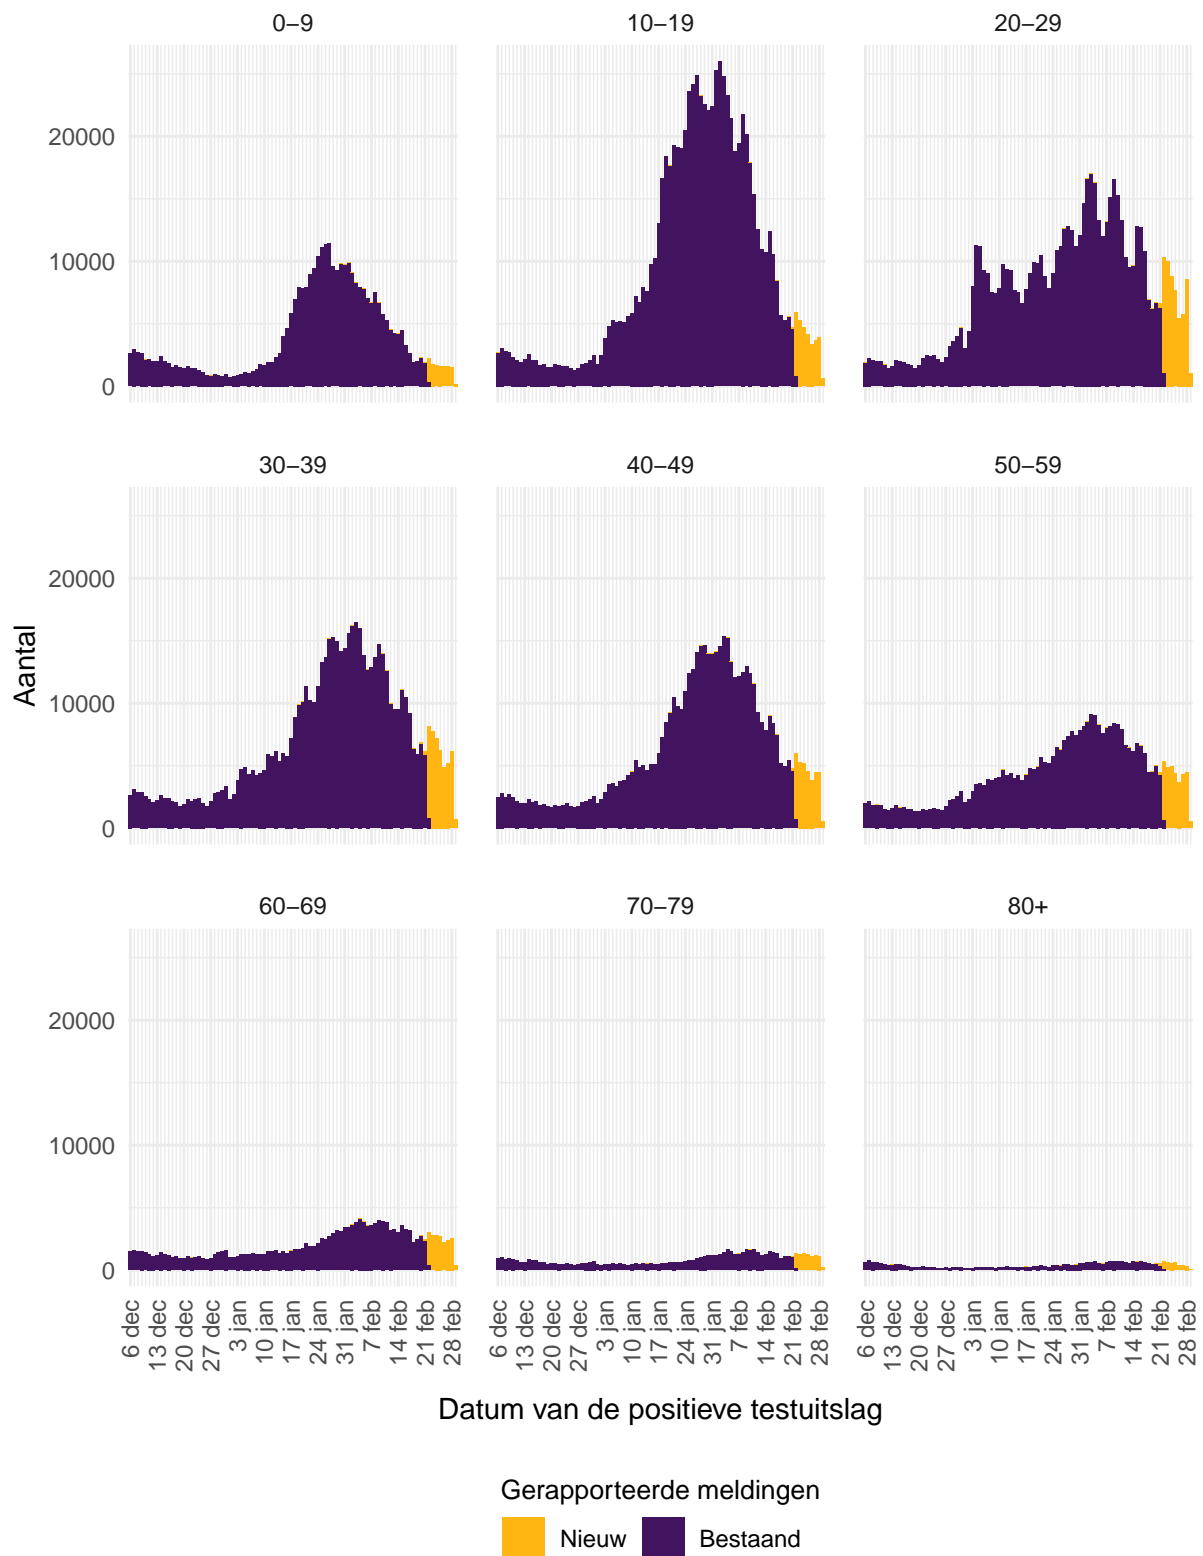 0–9 10–19 20–29
20000
10000
0
30–39 40–49 50–59
20000
10000
0
Aantal
60–69 70–79 80+
20000
10000
0
6 dec 13 dec 20 dec 27 dec 3 jan 10 jan 17 jan 24 jan 31 jan 7 feb 14 feb 21 feb 28 feb
6 dec 13 dec 20 dec 27 dec 3 jan 10 jan 17 jan 24 jan 31 jan 7 feb 14 feb 21 feb 28 feb
6 dec 13 dec 20 dec 27 dec 3 jan 10 jan 17 jan 24 jan 31 jan 7 feb 14 feb 21 feb 28 feb
Datum van de positieve testuitslag
Gerapporteerde meldingen
Nieuw Bestaand